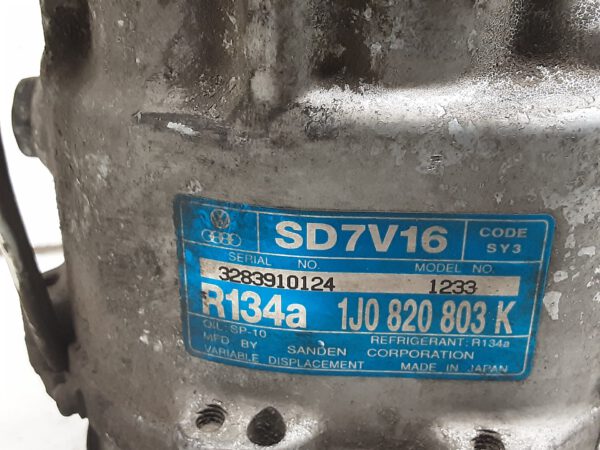 SD7V16
CODE
SY3
SERIAL NO.
MODEL NO.
3283910124
1233
R134a
1J0 820 803 K
OIL: SP-10
REFRIGERANT: R134a
MFD BY SANDEN CORPORATION
VARIABLE DISPLACEMENT
MADE IN JAPAN